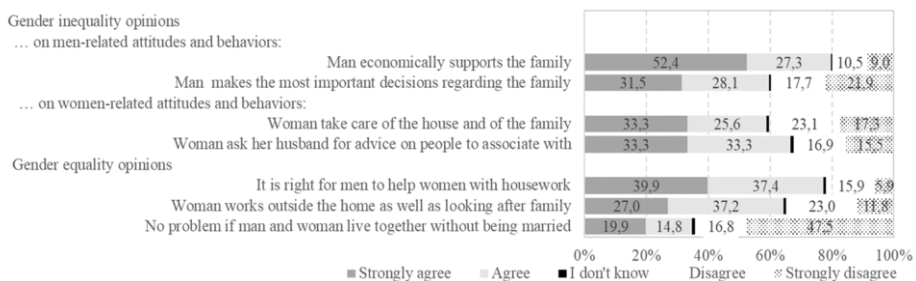 Gender inequality opinions
… on men-related attitudes and behaviors:
Man economically supports the family
52,4 27,3 10,5 9,0
Man makes the most important decisions regarding the family
31,5 28,1 17,7 21,9
… on women-related attitudes and behaviors:
Woman take care of the house and of the family
33,3 25,6 23,1 17,3
Woman ask her husband for advice on people to associate with
33,3 33,3 16,9 15,5
Gender equality opinions
It is right for men to help women with housework
39,9 37,4 15,9 5,9
Woman works outside the home as well as looking after family
27,0 37,2 23,0 11,8
No problem if man and woman live together without being married
19,9 14,8 16,8 47,5
0% 20% 40% 60% 80% 100%
Strongly agree Agree I don't know Disagree Strongly disagree